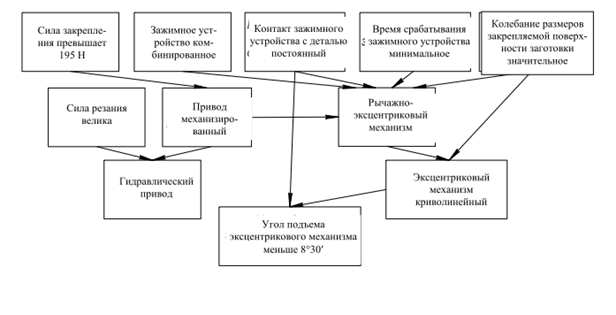 Сила закрепле-
ния превышает
195 Н
Зажимное уст-
ройство ком-
бинированное
Контакт зажимного
устройства с деталью
постоянный
Время срабатывания
зажимного устройства
минимальное
Колебание размеров
закрепляемой поверх-
ности заготовки
значительное
Сила резания
велика
Привод
механизиро-
ванный
Рычажно-
эксцентриковый
механизм
Гидравлический
привод
Эксцентриковый
механизм
криволинейный
Угол подъема
эксцентрикового механизма
меньше 8°30′